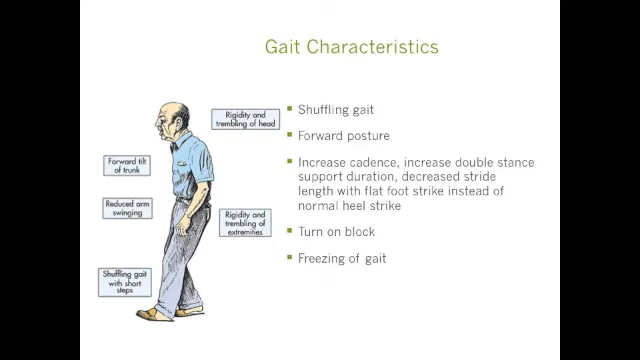 Gait Characteristics
Rigidity and
trembling of head
Forward tilt
of trunk
Reduced arm
swinging
Rigidity and
trembling of
extremities
Shuffling gait
with short
steps
Shuffling gait
Forward posture
Increase cadence, increase double stance
support duration, decreased stride
length with flat foot strike instead of
normal heel strike
Turn on block
Freezing of gait